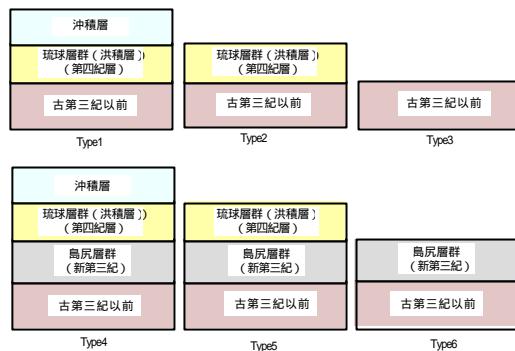 沖積層
琉球層群（洪積層）)
（第四紀層）
古第三紀以前
Type1
琉球層群（洪積層）
（第四紀層）
古第三紀以前
Type2
古第三紀以前
Type3
沖積層
琉球層群（洪積層）)
（第四紀層）
島尻層群
（新第三紀）
古第三紀以前
Type4
琉球層群（洪積層）
（第四紀層）
島尻層群
（新第三紀）
古第三紀以前
Type5
島尻層群
（新第三紀）
古第三紀以前
Type6